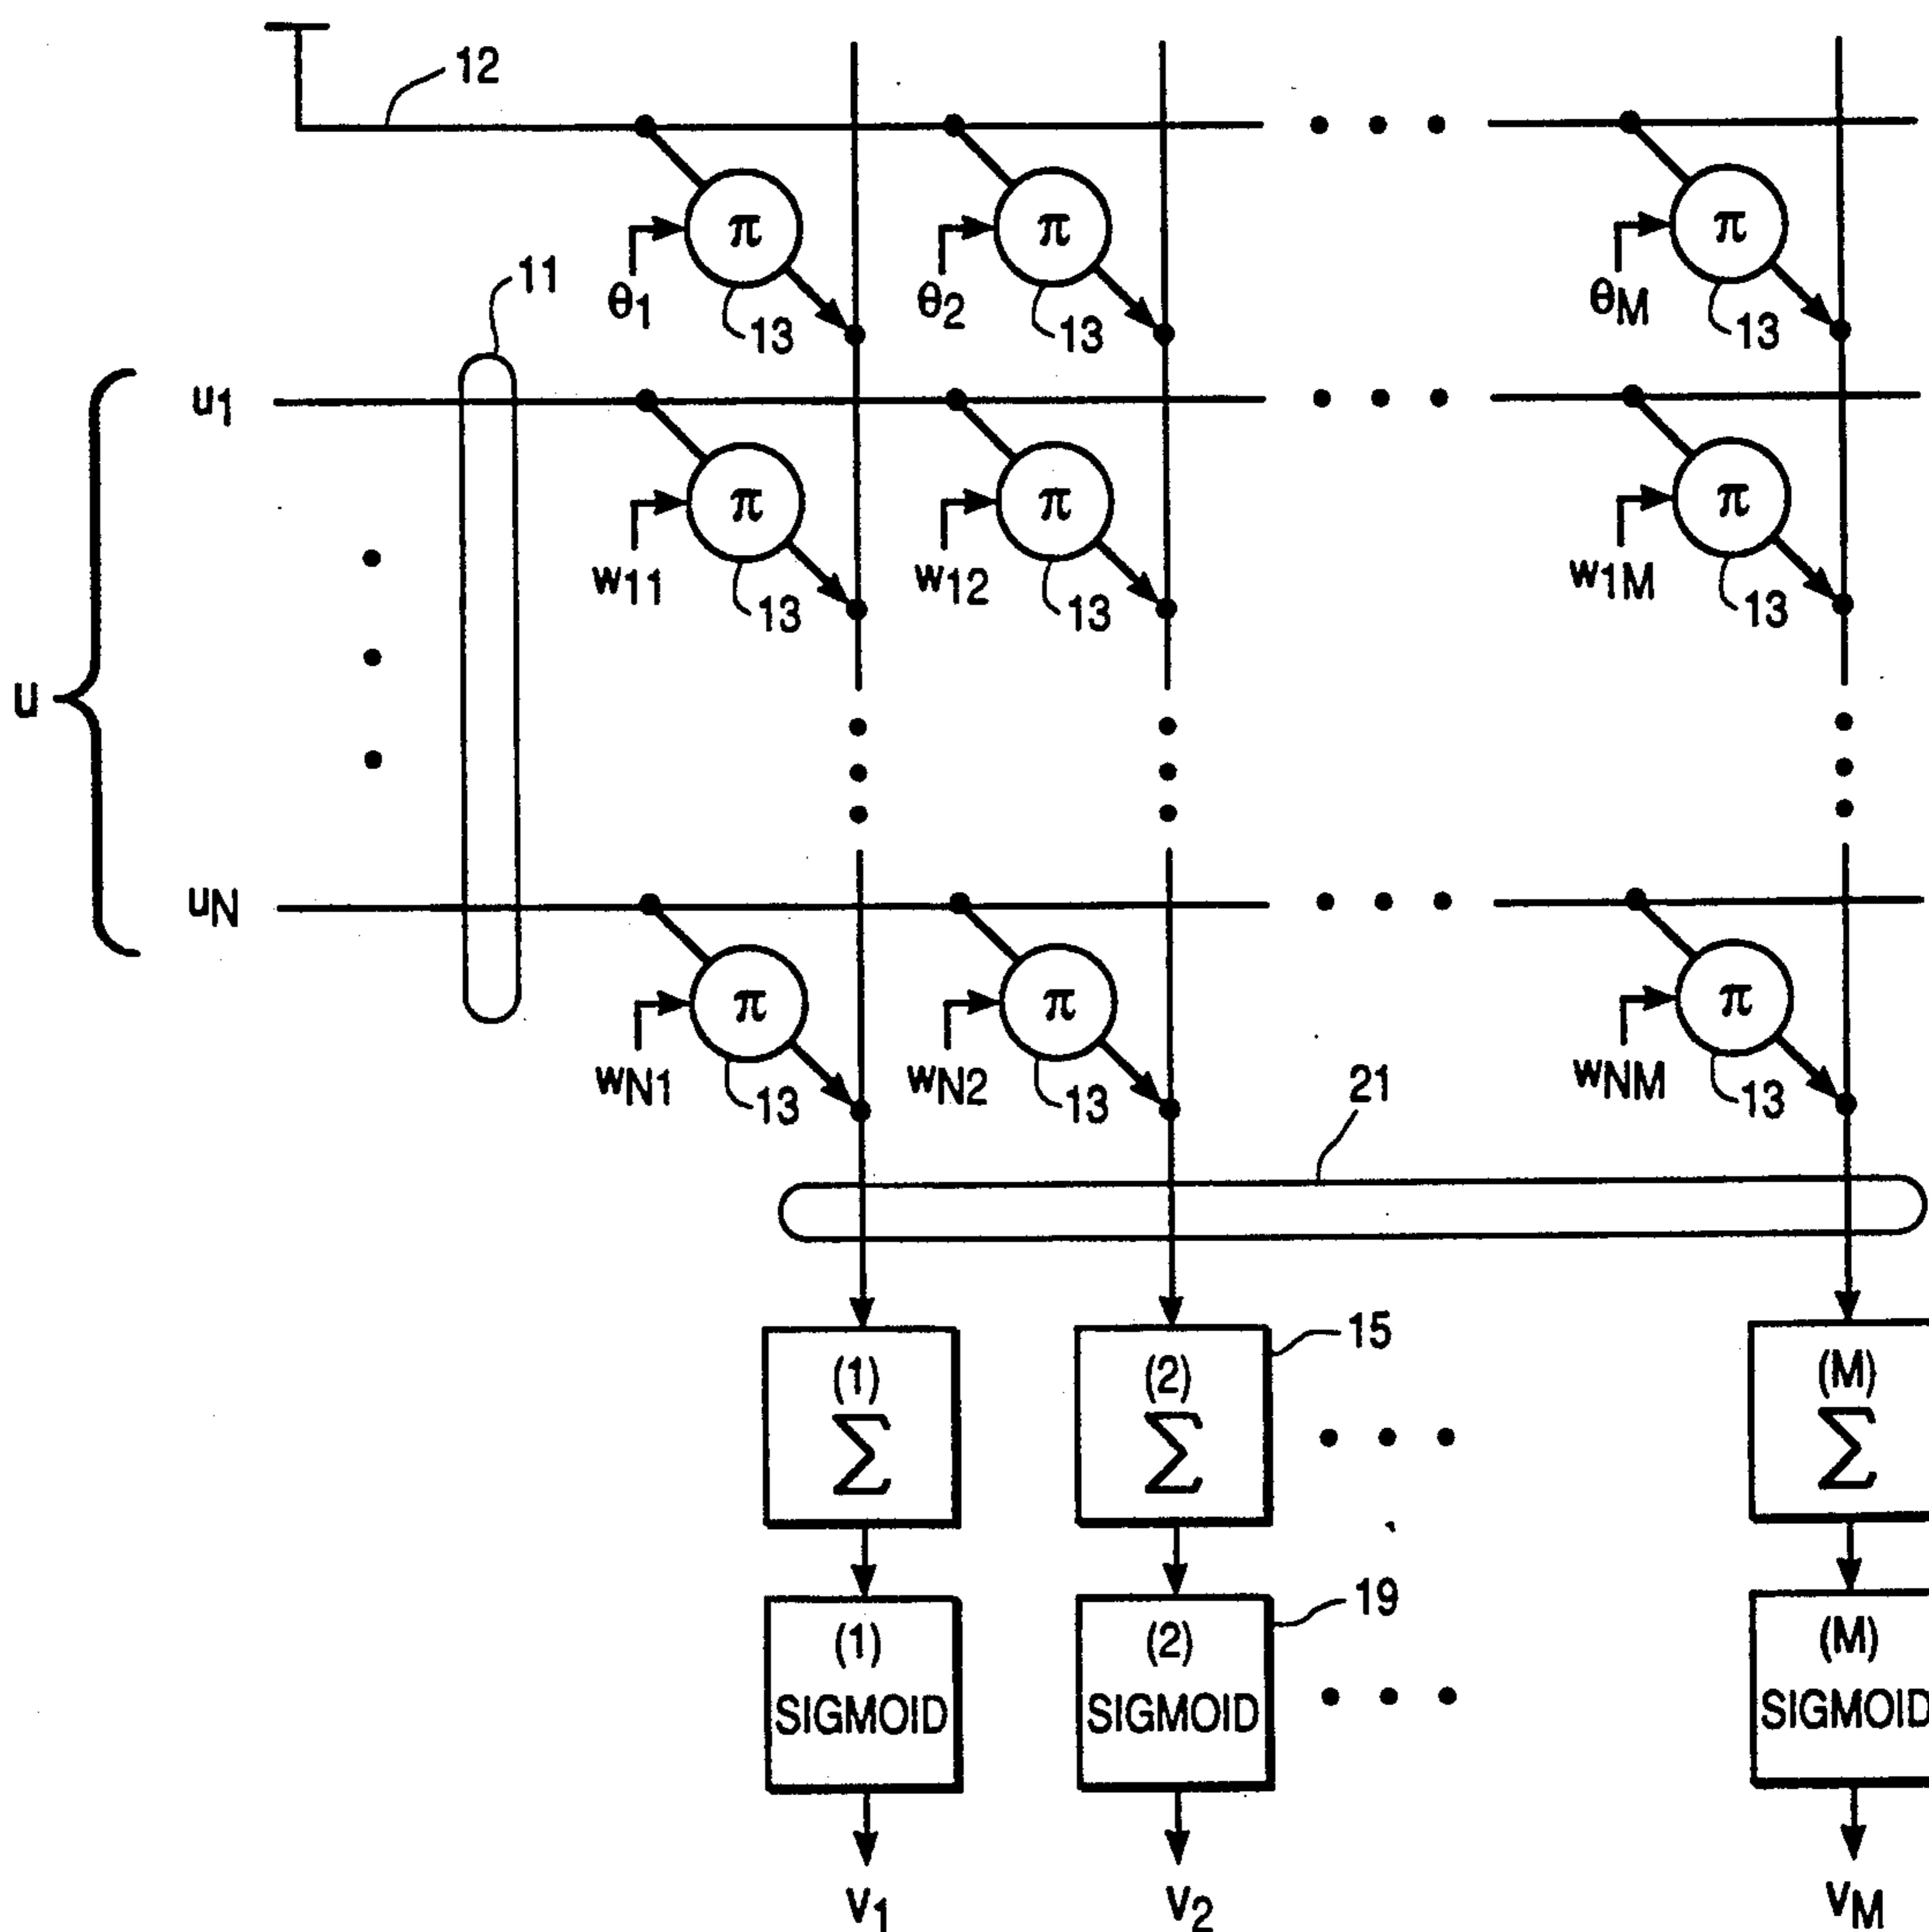 12
π π π
θ1 13 θ2 13 θM 13
11
u1
π π π
w11 13 w12 13 w1M 13
u
uN
π π π
wN1 13 wN2 13 wNM 13
21
(1) Σ (2) Σ 15 (M) Σ
(1) SIGMOID (2) SIGMOID 19 (M) SIGMOID
v1 v2 vM